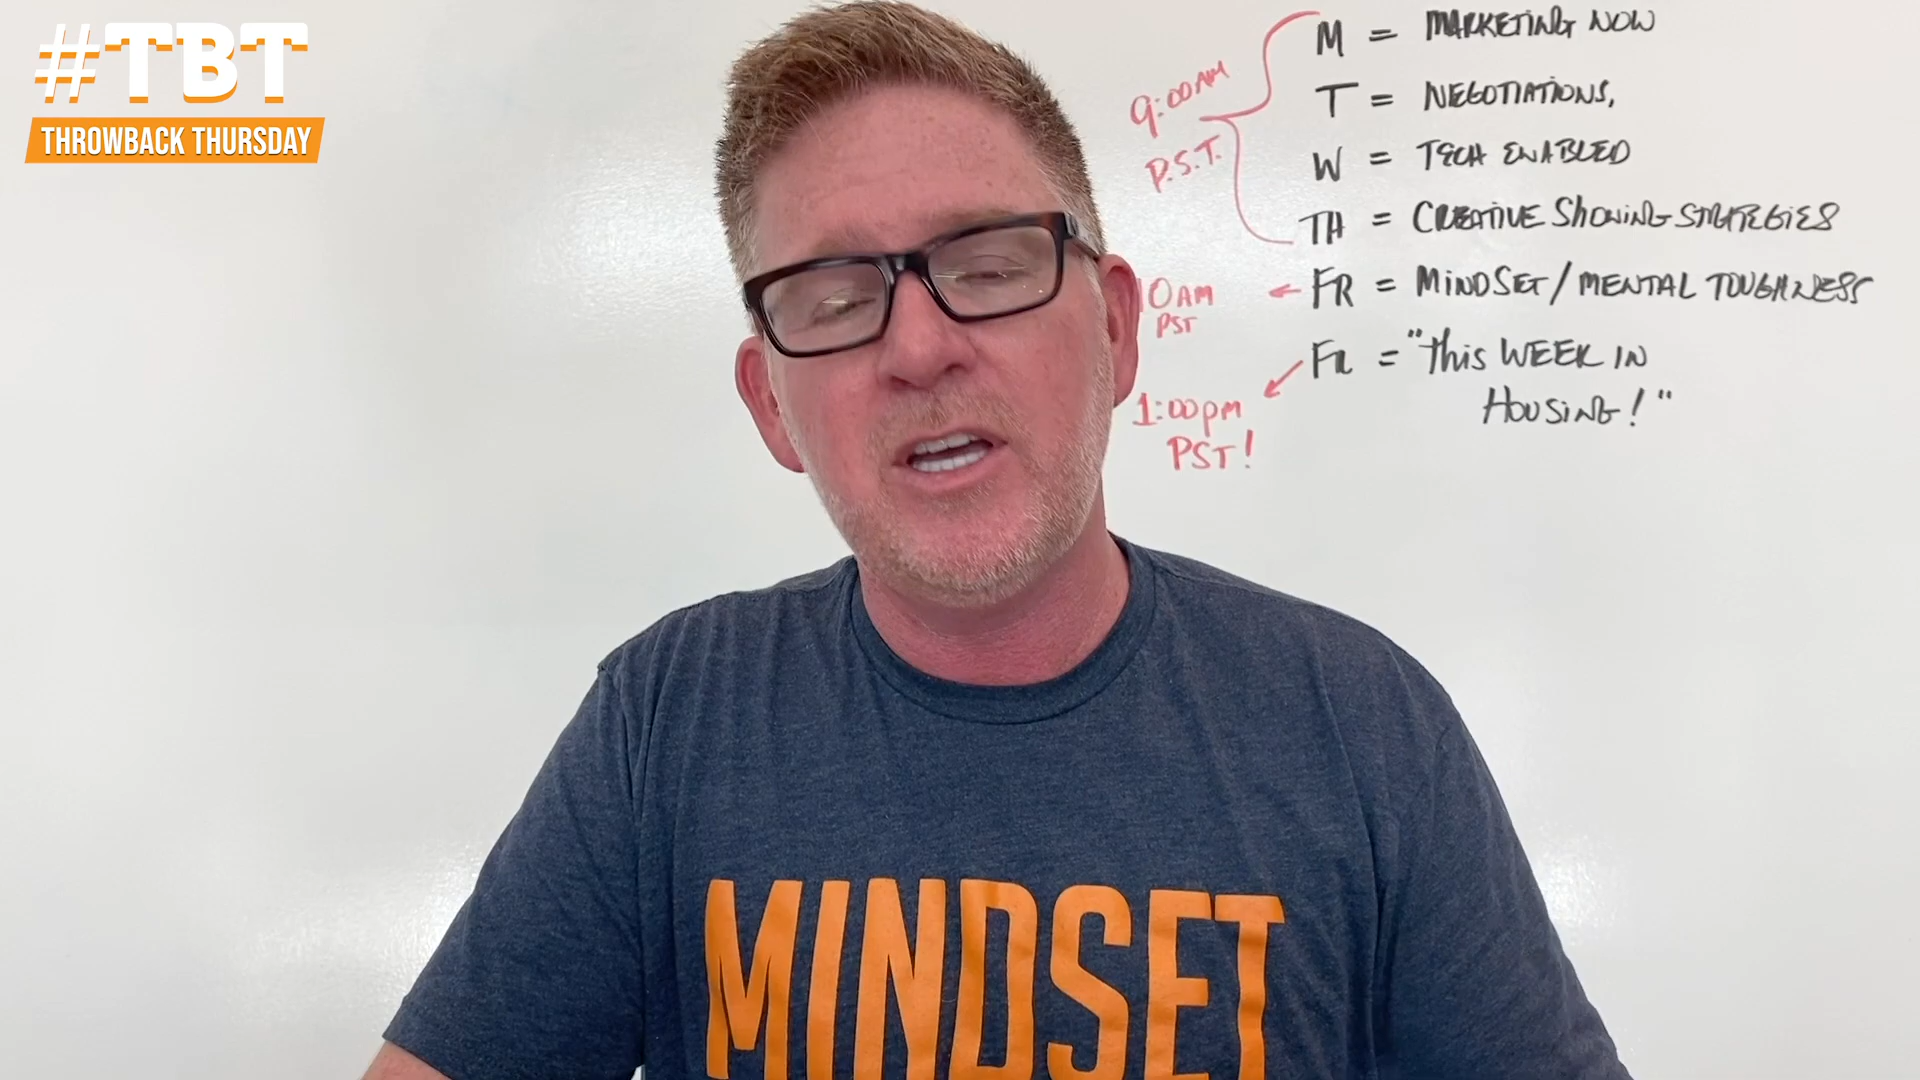 #TBT
THROWBACK THURSDAY
M = MARKETING NOW
T = NEGOTIATIONS,
W = TECH ENABLED
TH = CREATIVE SHOWING STRATEGIES
FR = MINDSET/MENTAL TOUGHNESS
FR = "This WEEK IN
HOUSING!"
9:00AM
P.S.T.
10AM
PST
1:00pm
PST!
MINDSET